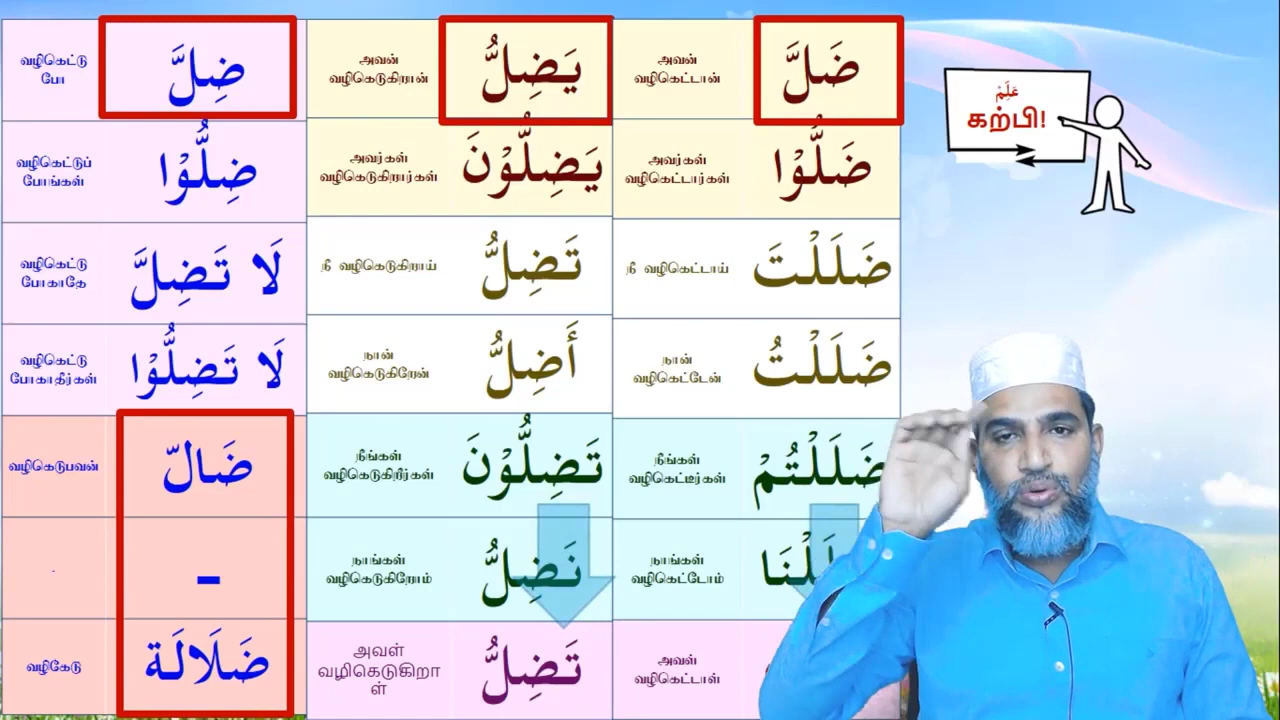 வழிகெட்டு
போ
ضِلَّ
அவன்
வழிகெடுகிறான்
يَضِلُّ
அவன்
வழிகெட்டான்
ضَلَّ
வழிகெட்டுப்
போங்கள்
ضِلُّوْا
அவர்கள்
வழிகெடுகிறார்கள்
يَضِلُّوْنَ
அவர்கள்
வழிகெட்டார்கள்
ضَلُّوْا
வழிகெட்டு
போகாதே
لَا تَضِلَّ
நீ வழிகெடுகிறாய்
تَضِلُّ
நீ வழிகெட்டாய்
ضَلَلْتَ
வழிகெட்டு
போகாதீர்கள்
لَا تَضِلُّوْا
நான்
வழிகெடுகிறேன்
أَضِلُّ
நான்
வழிகெட்டேன்
ضَلَلْتُ
வழிகெடுபவன்
ضَالّ
நீங்கள்
வழிகெடுகிறீர்கள்
تَضِلُّوْنَ
நீங்கள்
வழிகெட்டீர்கள்
ضَلَلْتُمْ
-
நாங்கள்
வழிகெடுகிறோம்
نَضِلُّ
நாங்கள்
வழிகெட்டோம்
வழிகேடு
ضَلَالَة
அவள்
வழிகெடுகிறா
ள்
تَضِلُّ
அவள்
வழிகெட்டாள்
عَلِّمْ
கற்பி!